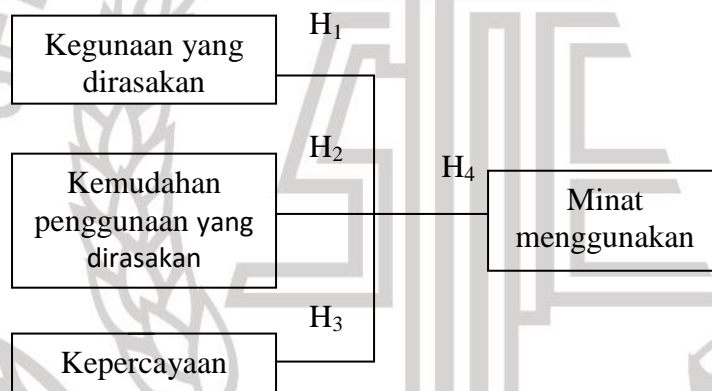 H₁
Kegunaan yang
dirasakan
H₂
Kemudahan
penggunaan yang
dirasakan
H₃
Kepercayaan
H₄
Minat
menggunakan